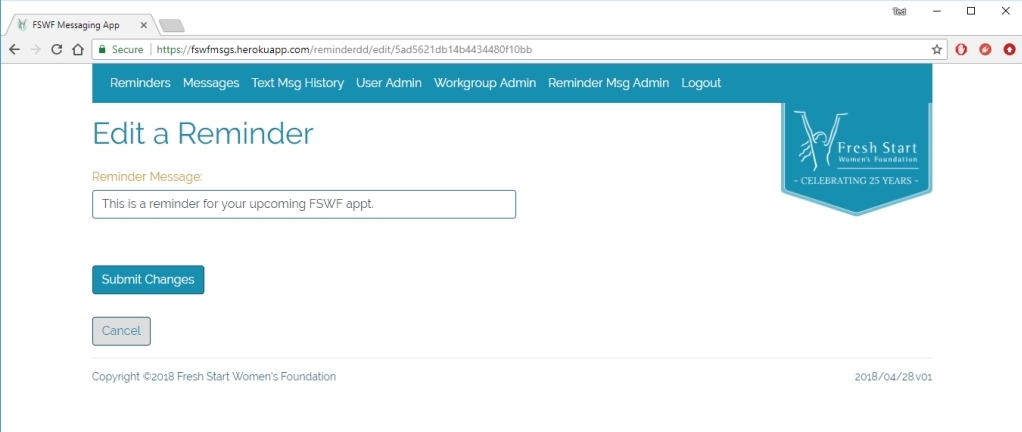 FSWF Messaging App
Ted
Secure https://fswfmsgs.herokuapp.com/reminderdd/edit/5ad5621db14b4434480f10bb
Reminders Messages Text Msg History User Admin Workgroup Admin Reminder Msg Admin Logout
Edit a Reminder
Fresh Start
Women's Foundation
- CELEBRATING 25 YEARS -
Reminder Message:
This is a reminder for your upcoming FSWF appt.
Submit Changes
Cancel
Copyright ©2018 Fresh Start Women's Foundation
2018/04/28.v01